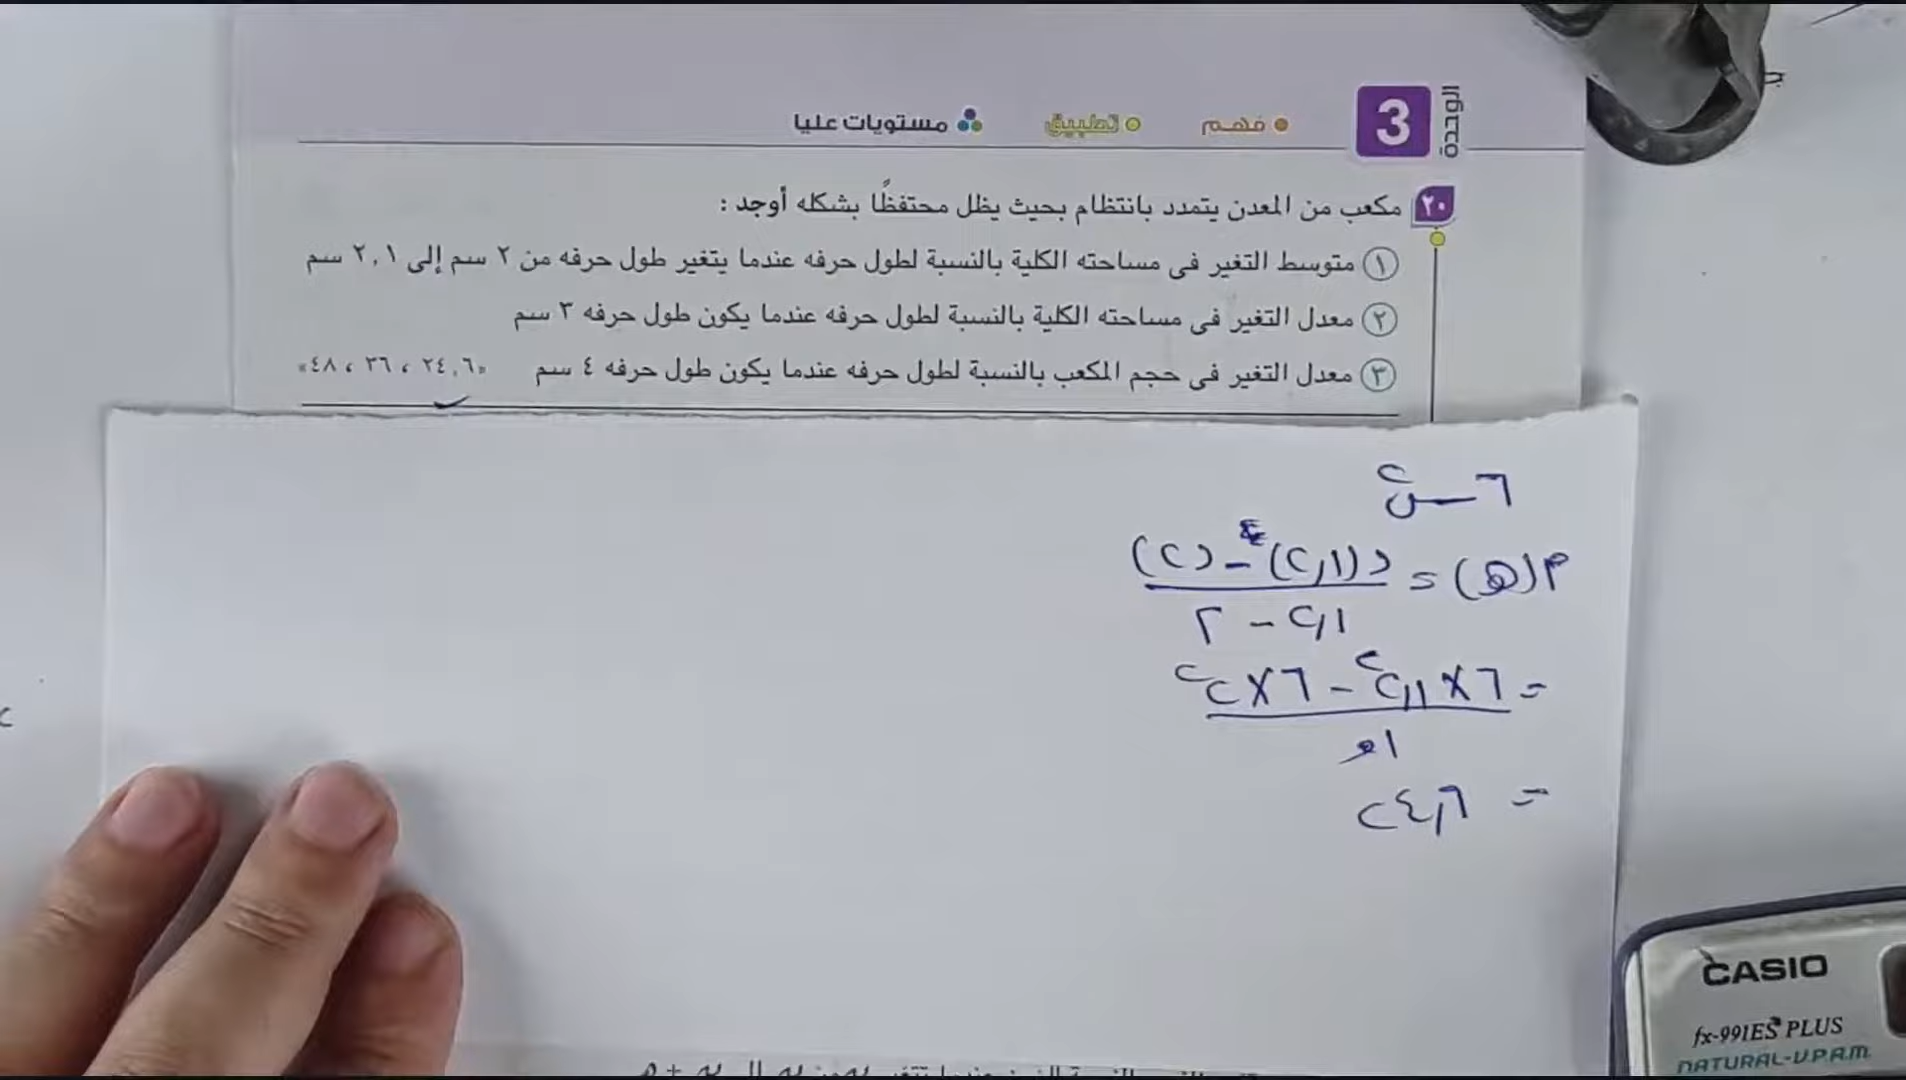 الوحدة 3
فهم تطبيق مستويات عليا
٢٠ مكعب من المعدن يتمدد بانتظام بحيث يظل محتفظًا بشكله أوجد :
١ متوسط التغير فى مساحته الكلية بالنسبة لطول حرفه عندما يتغير طول حرفه من ٢ سم إلى ٢,١ سم
٢ معدل التغير فى مساحته الكلية بالنسبة لطول حرفه عندما يكون طول حرفه ٣ سم
٣ معدل التغير فى حجم المكعب بالنسبة لطول حرفه عندما يكون طول حرفه ٤ سم «٢٤,٦ ، ٣٦ ، ٤٨»
٦ س٢
م(هـ) = د(٢,١) - (٢)
٢,١ - ٢
= ٦ × ٢,١٢ - ٦ × ٢٢
٠,١
= ٢٤,٦
CASIO
fx-991ES PLUS
NATURAL-V.P.A.M.